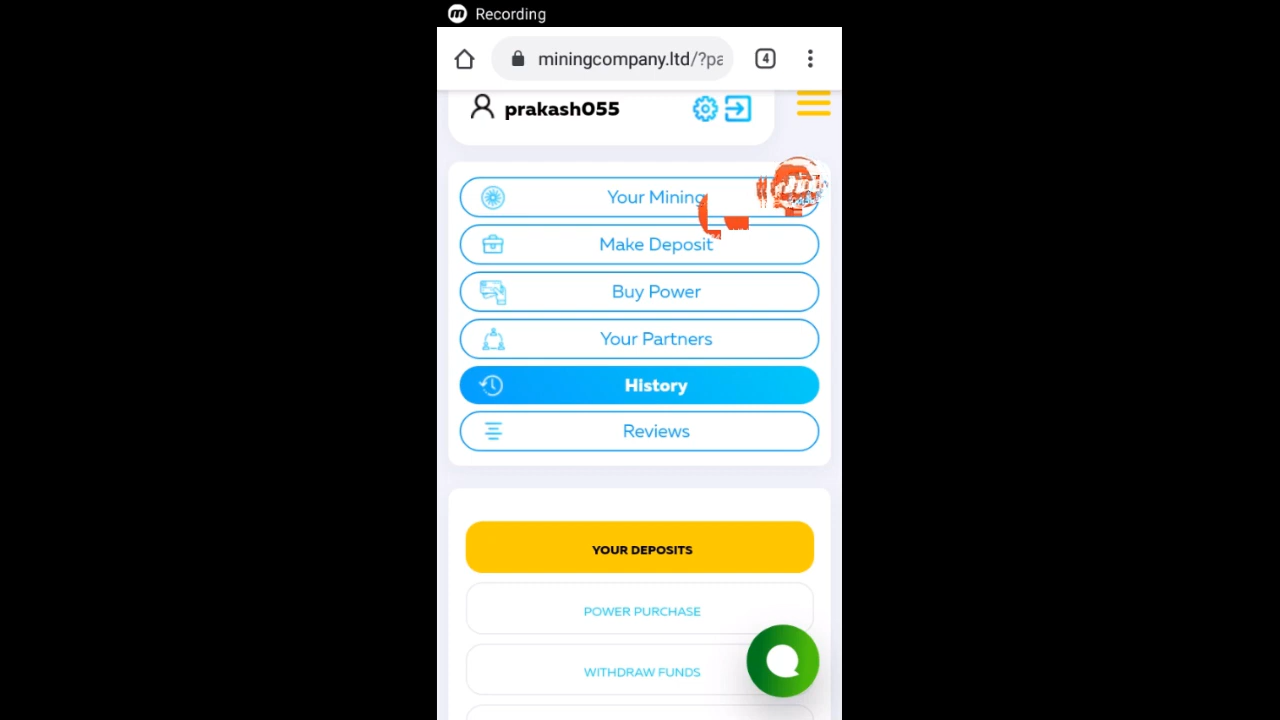 Recording
miningcompany.ltd/?pa
4
prakash055
Your Mining
Make Deposit
Buy Power
Your Partners
History
Reviews
YOUR DEPOSITS
POWER PURCHASE
WITHDRAW FUNDS